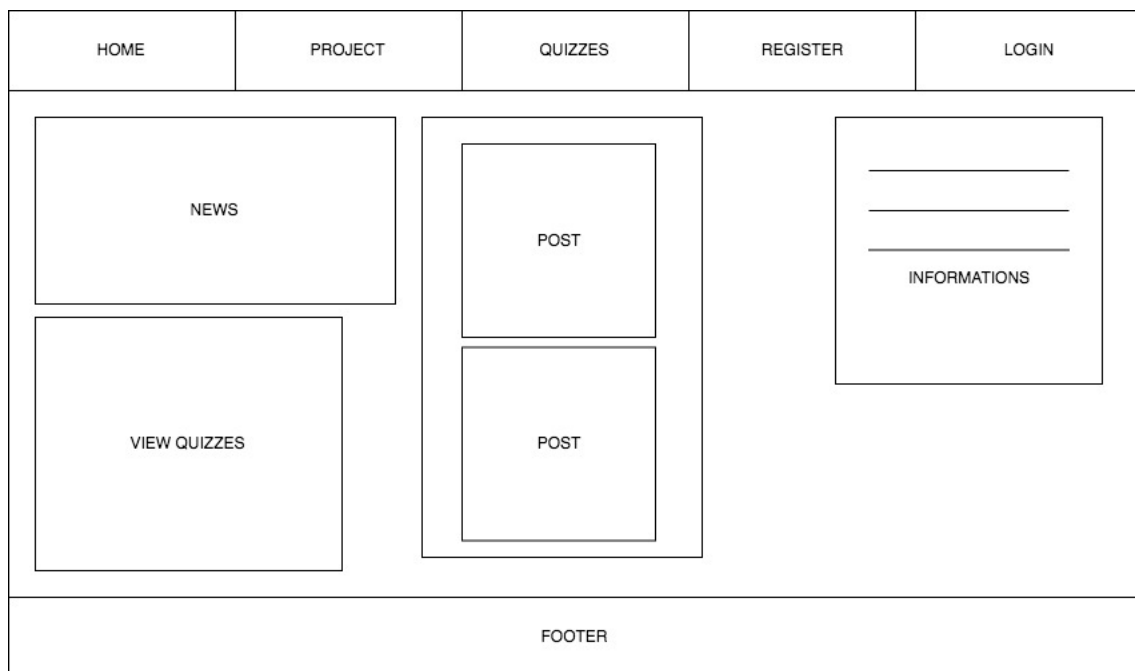 HOME
PROJECT
QUIZZES
REGISTER
LOGIN
NEWS
VIEW QUIZZES
POST
POST
INFORMATIONS
FOOTER